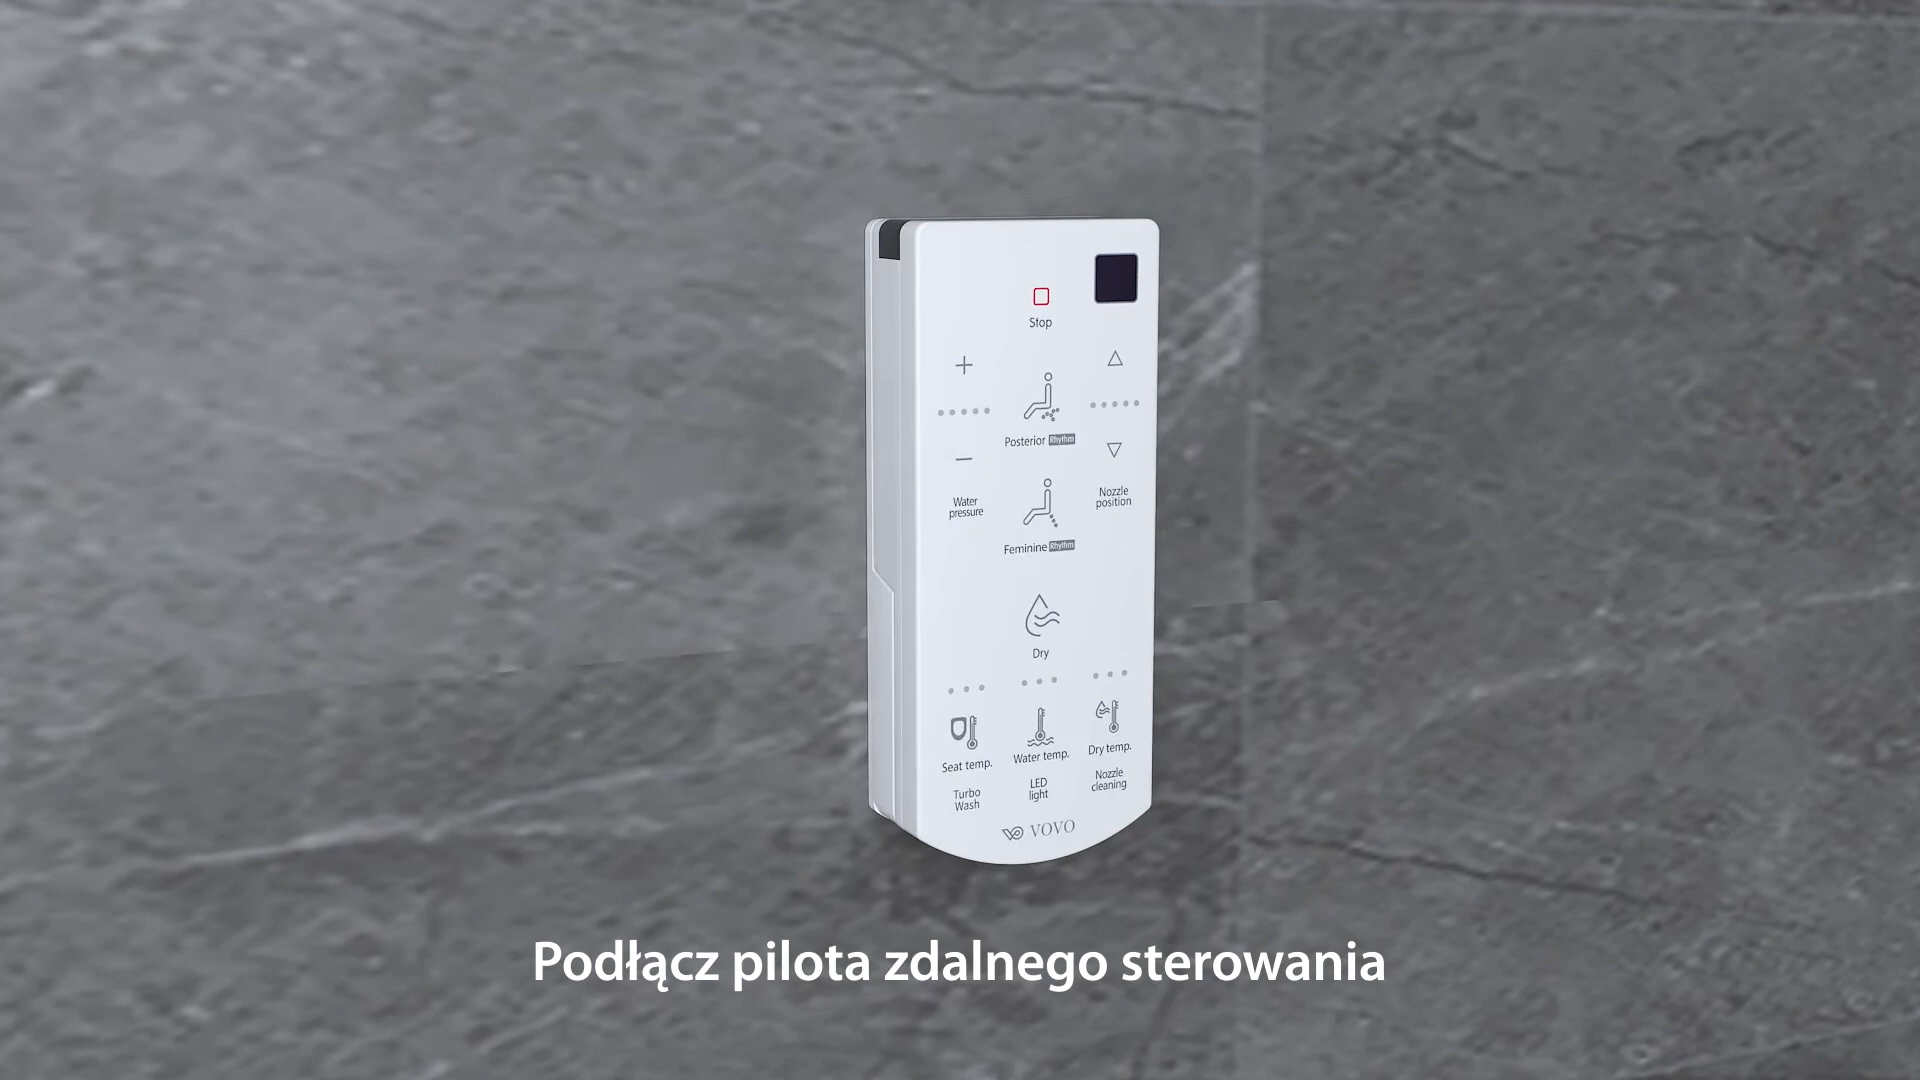 Stop
Posterior Rhythm
Water
pressure
Nozzle
position
Feminine Rhythm
Dry
Seat temp.
Water temp.
Dry temp.
Turbo
Wash
LED
light
Nozzle
cleaning
VOVO
Podłącz pilota zdalnego sterowania